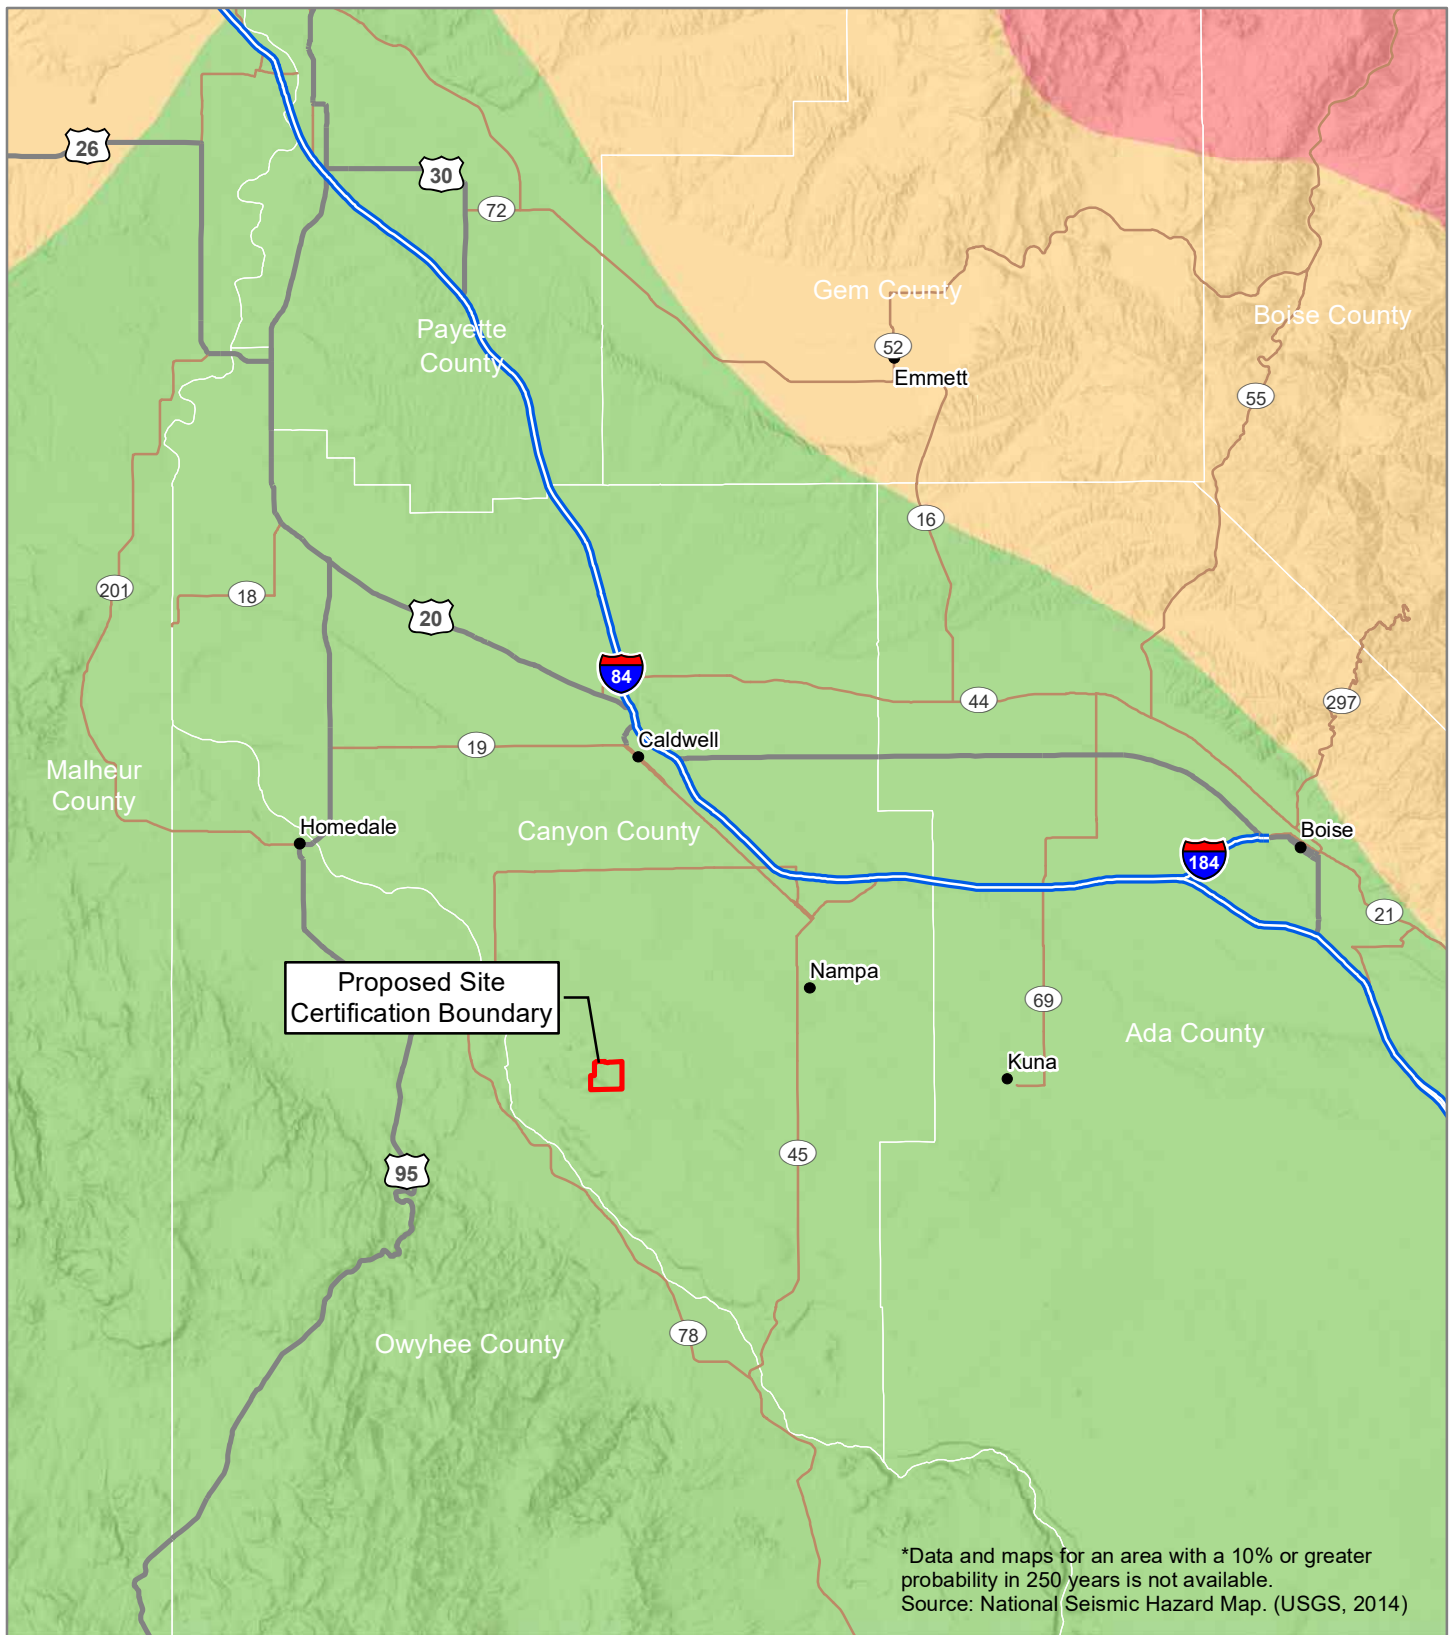 26
30
72
Gem County
Boise County
Payette
County
52
Emmett
55
16
201
18
20
84
44
297
19
Caldwell
Malheur
County
Homedale
Canyon County
Boise
184
21
Proposed Site
Certification Boundary
Nampa
69
Ada County
Kuna
45
95
78
Owyhee County
*Data and maps for an area with a 10% or greater
probability in 250 years is not available.
Source: National Seismic Hazard Map. (USGS, 2014)